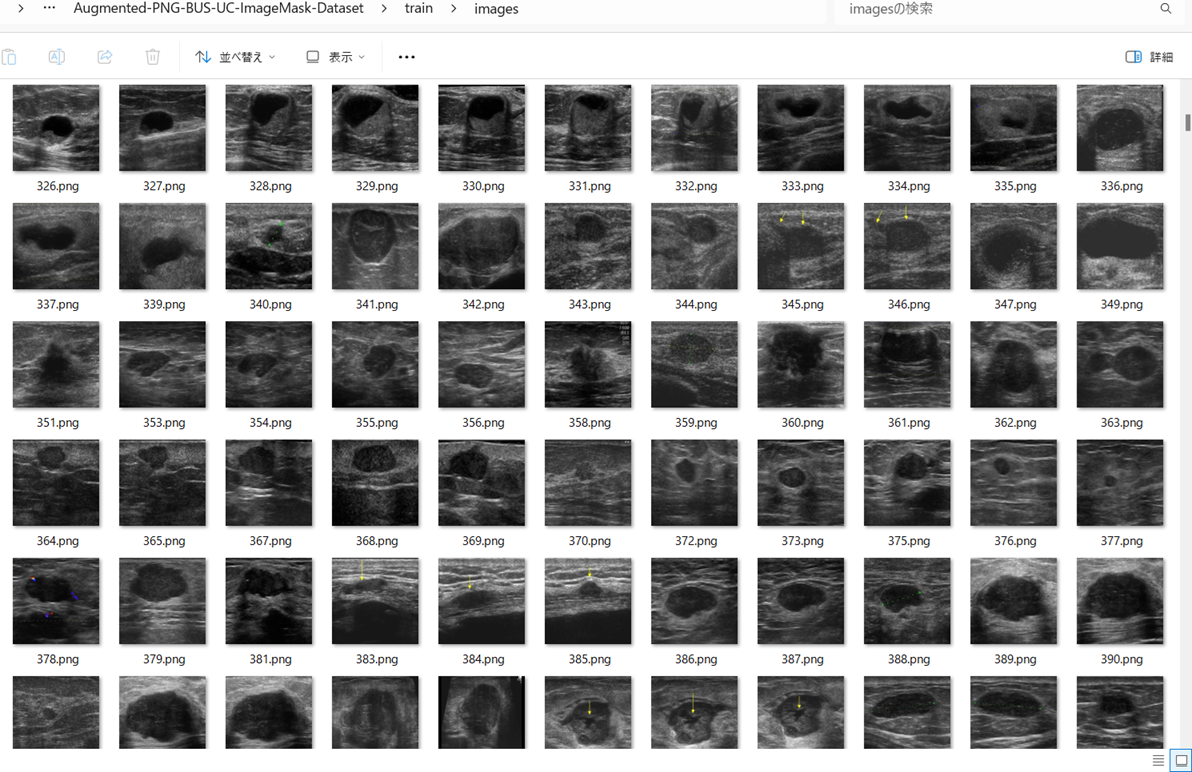 > ··· Augmented-PNG-BUS-UC-ImageMask-Dataset > train > images imagesの検索
並べ替え 表示 ··· 詳細
326.png 327.png 328.png 329.png 330.png 331.png 332.png 333.png 334.png 335.png 336.png
337.png 339.png 340.png 341.png 342.png 343.png 344.png 345.png 346.png 347.png 349.png
351.png 353.png 354.png 355.png 356.png 358.png 359.png 360.png 361.png 362.png 363.png
364.png 365.png 367.png 368.png 369.png 370.png 372.png 373.png 375.png 376.png 377.png
378.png 379.png 381.png 383.png 384.png 385.png 386.png 387.png 388.png 389.png 390.png